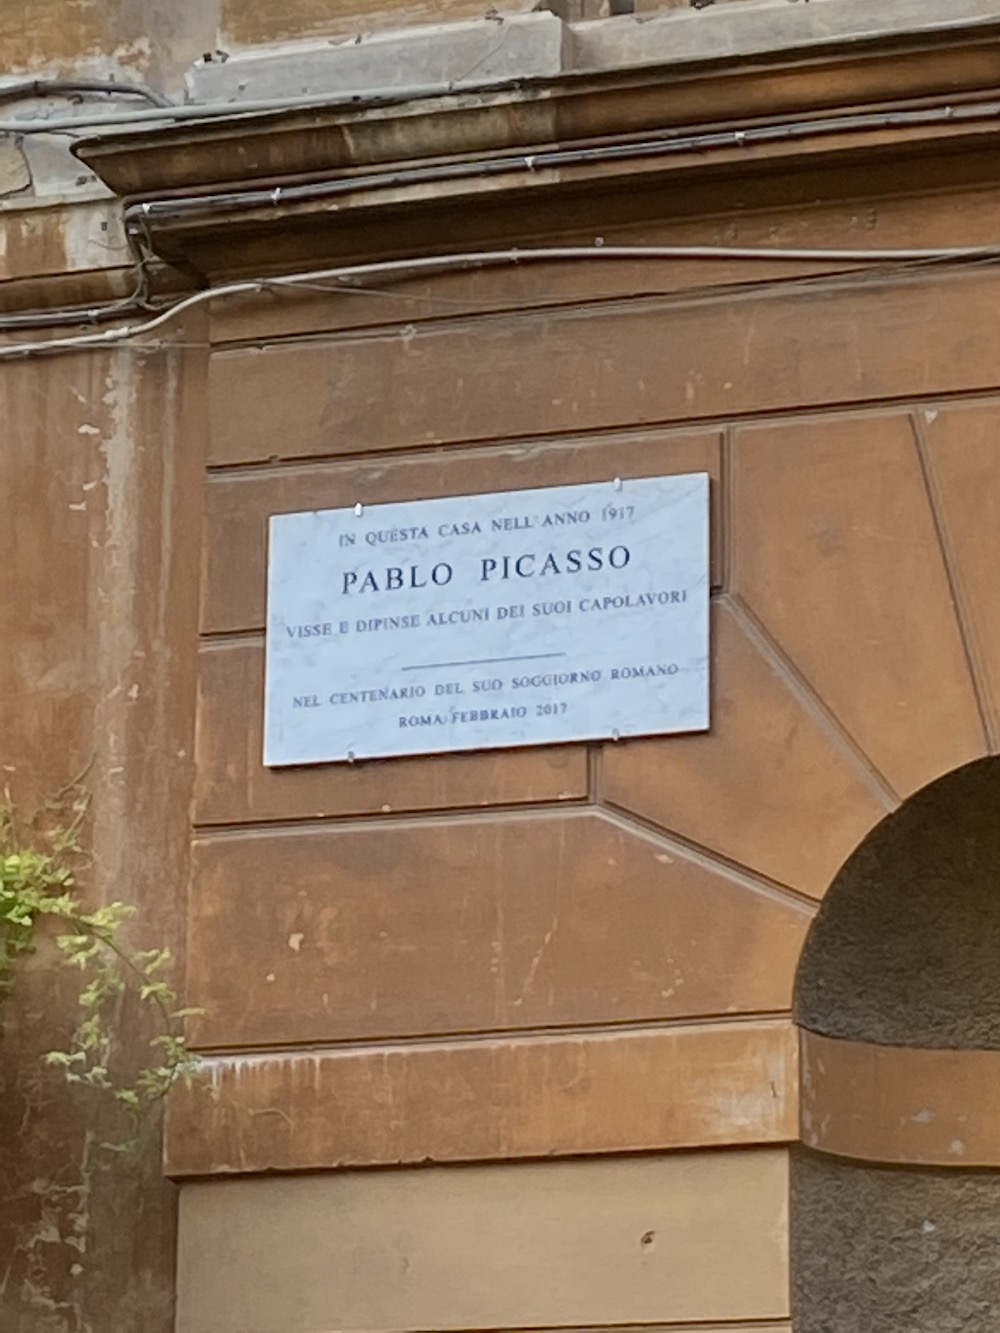 IN QUESTA CASA NELL'ANNO 1917
PABLO PICASSO
VISSE E DIPINSE ALCUNI DEI SUOI CAPOLAVORI
NEL CENTENARIO DEL SUO SOGGIORNO ROMANO
ROMA FEBBRAIO 2017